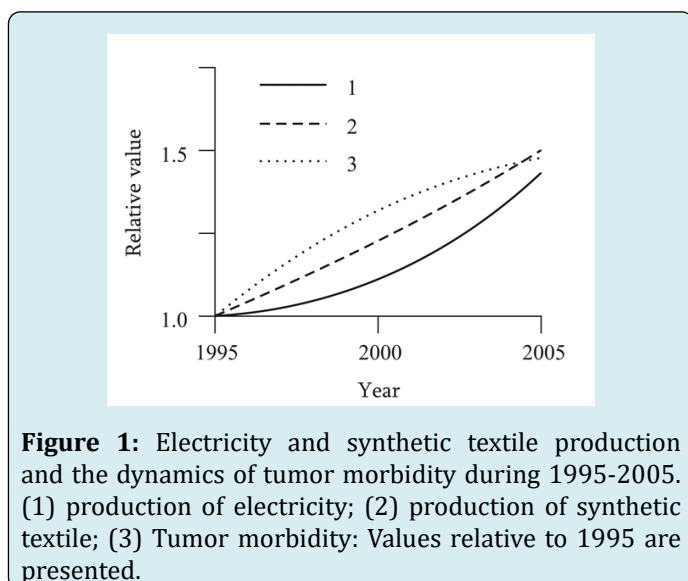 1
2
3
1.5
1.0
Relative value
1995
2000
2005
Year
Figure 1: Electricity and synthetic textile production
and the dynamics of tumor morbidity during 1995-2005.
(1) production of electricity; (2) production of synthetic
textile; (3) Tumor morbidity: Values relative to 1995 are
presented.